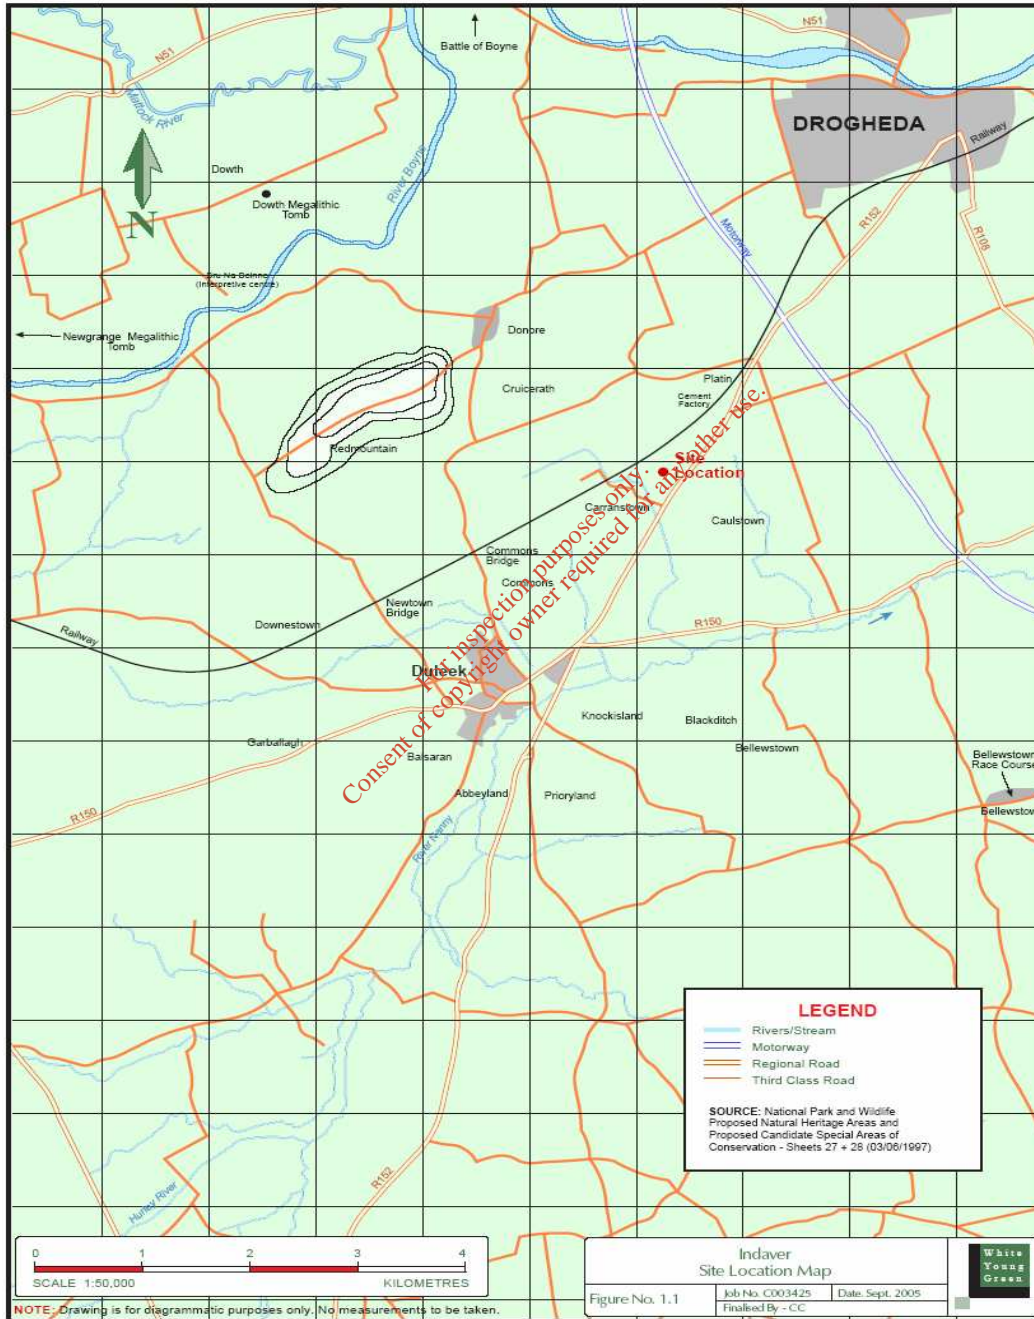 N51
Battle of Boyne
N51
Mattock River
DROGHEDA
Railway
River Boyne
Dowth
Dowth Megalithic
Tomb
N
R152
R108
Motorway
Bru Na Boinne
(Interpretive centre)
Newgrange Megalithic
Tomb
Donore
Platin
Cruicerath
Cement
Factory
Redmountain
Site
Location
Carranstown
Caulstown
Commons
Bridge
Commons
Newtown
Bridge
Downestown
Railway
R150
Duleek
Knockisland
Blackditch
Garballagh
Balsaran
Bellewstown
Bellewstown
Race Course
Abbeyland
Prioryland
Bellewstow
R150
River Nanny
For inspection purposes only.
Consent of copyright owner required for any other use.
LEGEND
Rivers/Stream
Motorway
Regional Road
Third Class Road
SOURCE: National Park and Wildlife
Proposed Natural Heritage Areas and
Proposed Candidate Special Areas of
Conservation - Sheets 27 + 28 (03/06/1997)
R152
Hurley River
0 1 2 3 4
SCALE 1:50,000 KILOMETRES
NOTE: Drawing is for diagrammatic purposes only. No measurements to be taken.
Indaver
Site Location Map
Figure No. 1.1
Job No. C003425
Date. Sept. 2005
Finalised By - CC
White
Young
Green